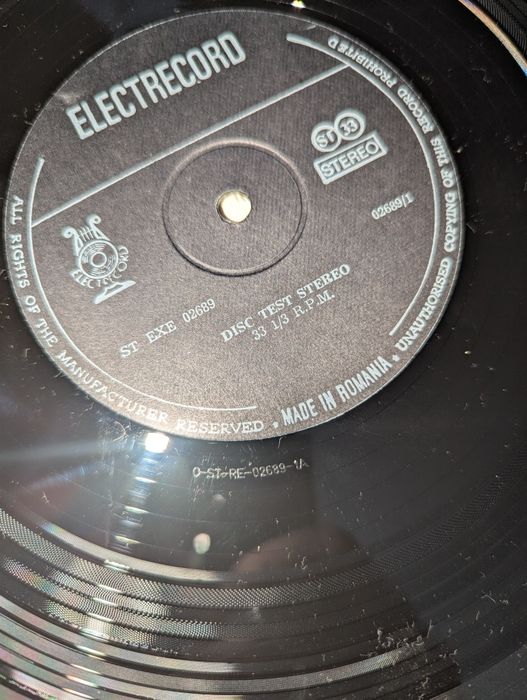 ELECTRECORD
ST 33
STEREO
02689/1
ELECTRECORD
ST EXE 02689
DISC TEST STEREO
33 1/3 R.P.M.
ALL RIGHTS OF THE MANUFACTURER RESERVED • MADE IN ROMANIA • UNAUTHORISED COPYING OF THIS RECORD PROHIBITED
O-ST-RE-02689-1A